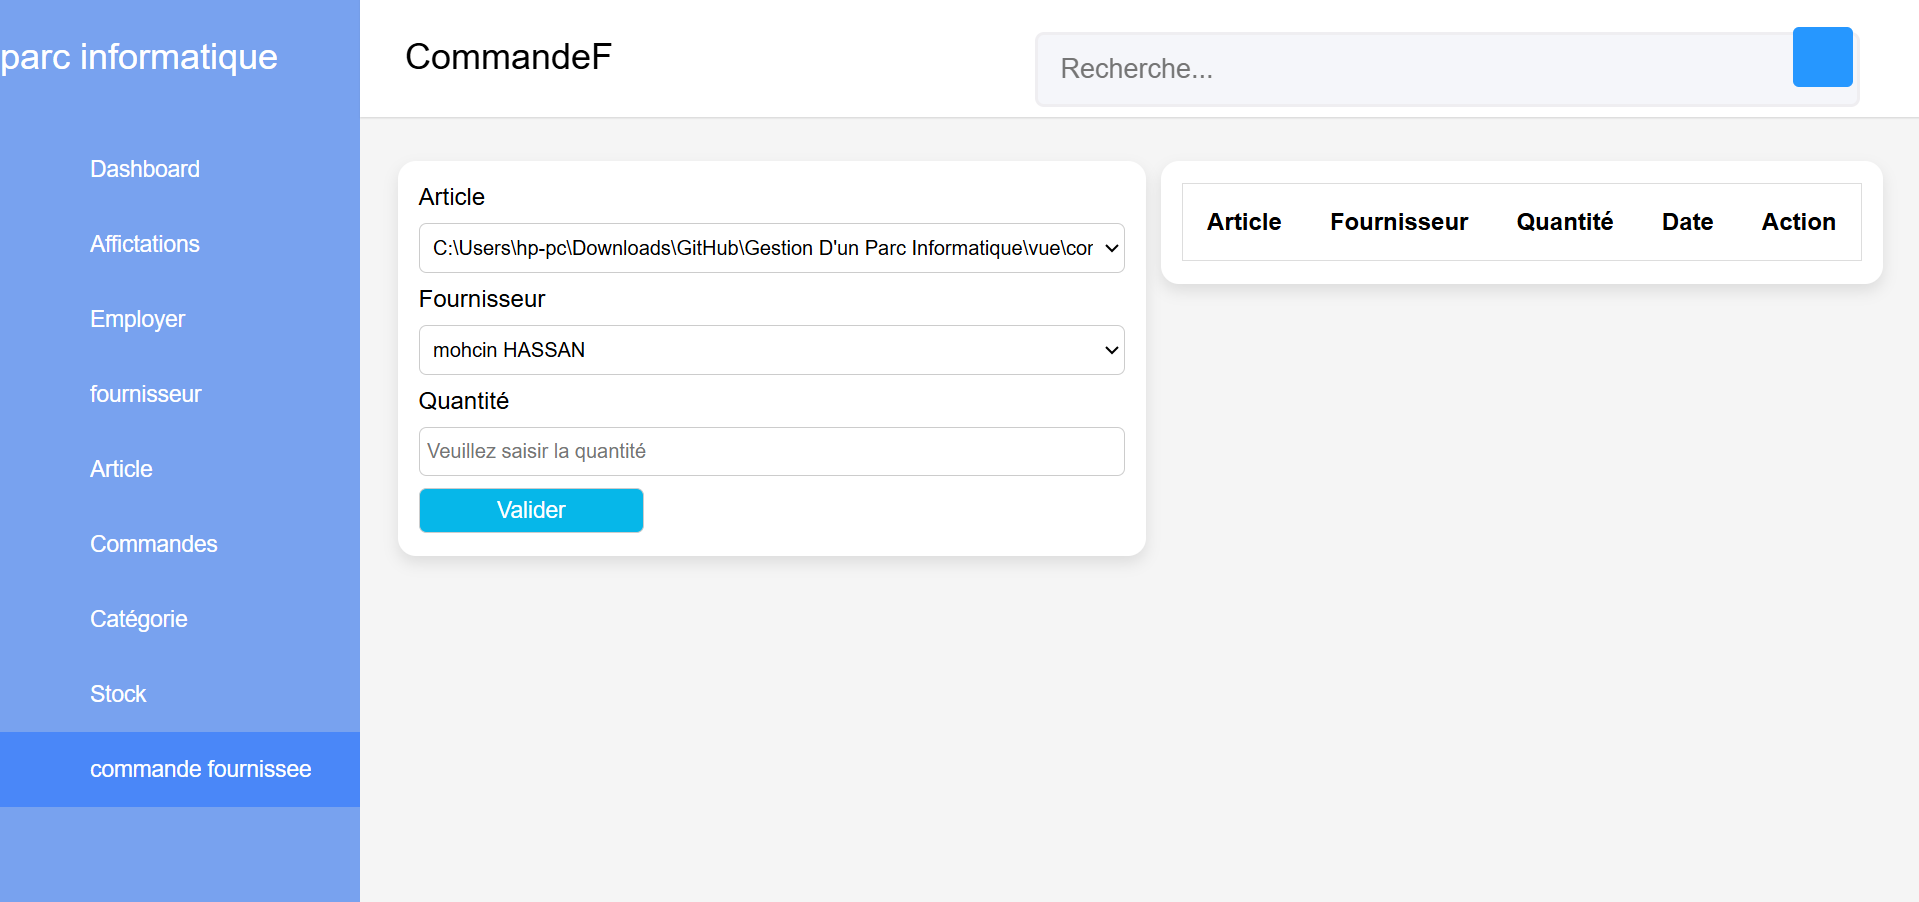 parc informatique
Dashboard
Affictations
Employer
fournisseur
Article
Commandes
Catégorie
Stock
commande fournissee
CommandeF
Recherche...
Article
C:\Users\hp-pc\Downloads\GitHub\Gestion D'un Parc Informatique\vue\cor
Fournisseur
mohcin HASSAN
Quantité
Veuillez saisir la quantité
Valider
Article Fournisseur Quantité Date Action